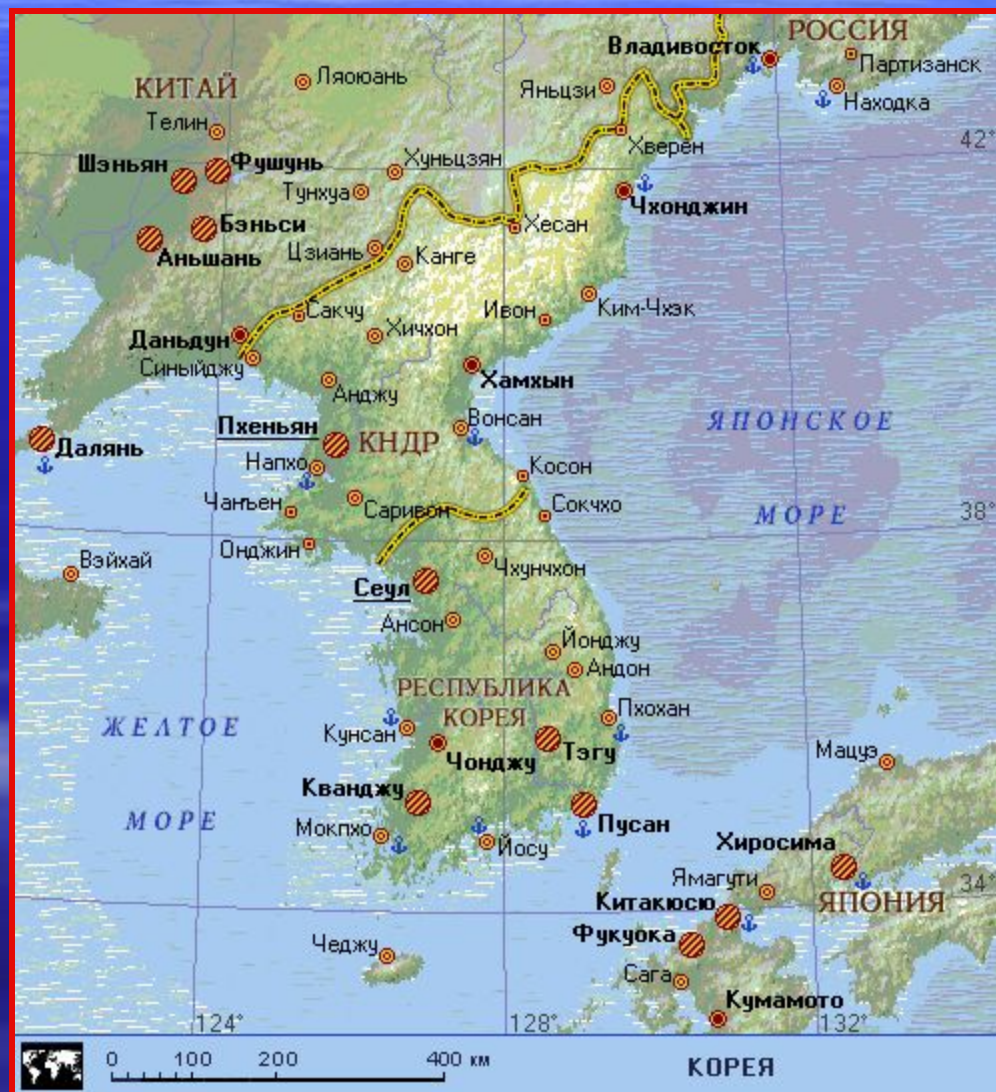 РОССИЯ
Владивосток
Партизанск
Находка
Ляоюань
Яньцзи
КИТАЙ
Телин
Хверён
42°
Шэньян
Фушунь
Хуньцзян
Тунхуа
Чхонджин
Бэньси
Хесан
Аньшань
Цзиань
Канге
Ким-Чхэк
Сакчу
Ивон
Даньдун
Хичхон
Синыйджу
Хамхын
Анджу
Пхеньян
Вонсан
ЯПОНСКОЕ
КНДР
Далянь
Напхо
Косон
Чанъен
Саривон
Сокчхо
МОРЕ
38°
Онджин
Вэйхай
Чхунчхон
Сеул
Ансон
Йонджу
Андон
РЕСПУБЛИКА
КОРЕЯ
Пхохан
ЖЕЛТОЕ
Кунсан
Чонджу
Тэгу
Мацуэ
Кванджу
МОРЕ
Мокпхо
Йосу
Пусан
Хиросима
Ямагути
34°
Китакюсю
ЯПОНИЯ
Фукуока
Чеджу
Сага
Кумамото
124°
128°
132°
0 100 200 400 км
КОРЕЯ